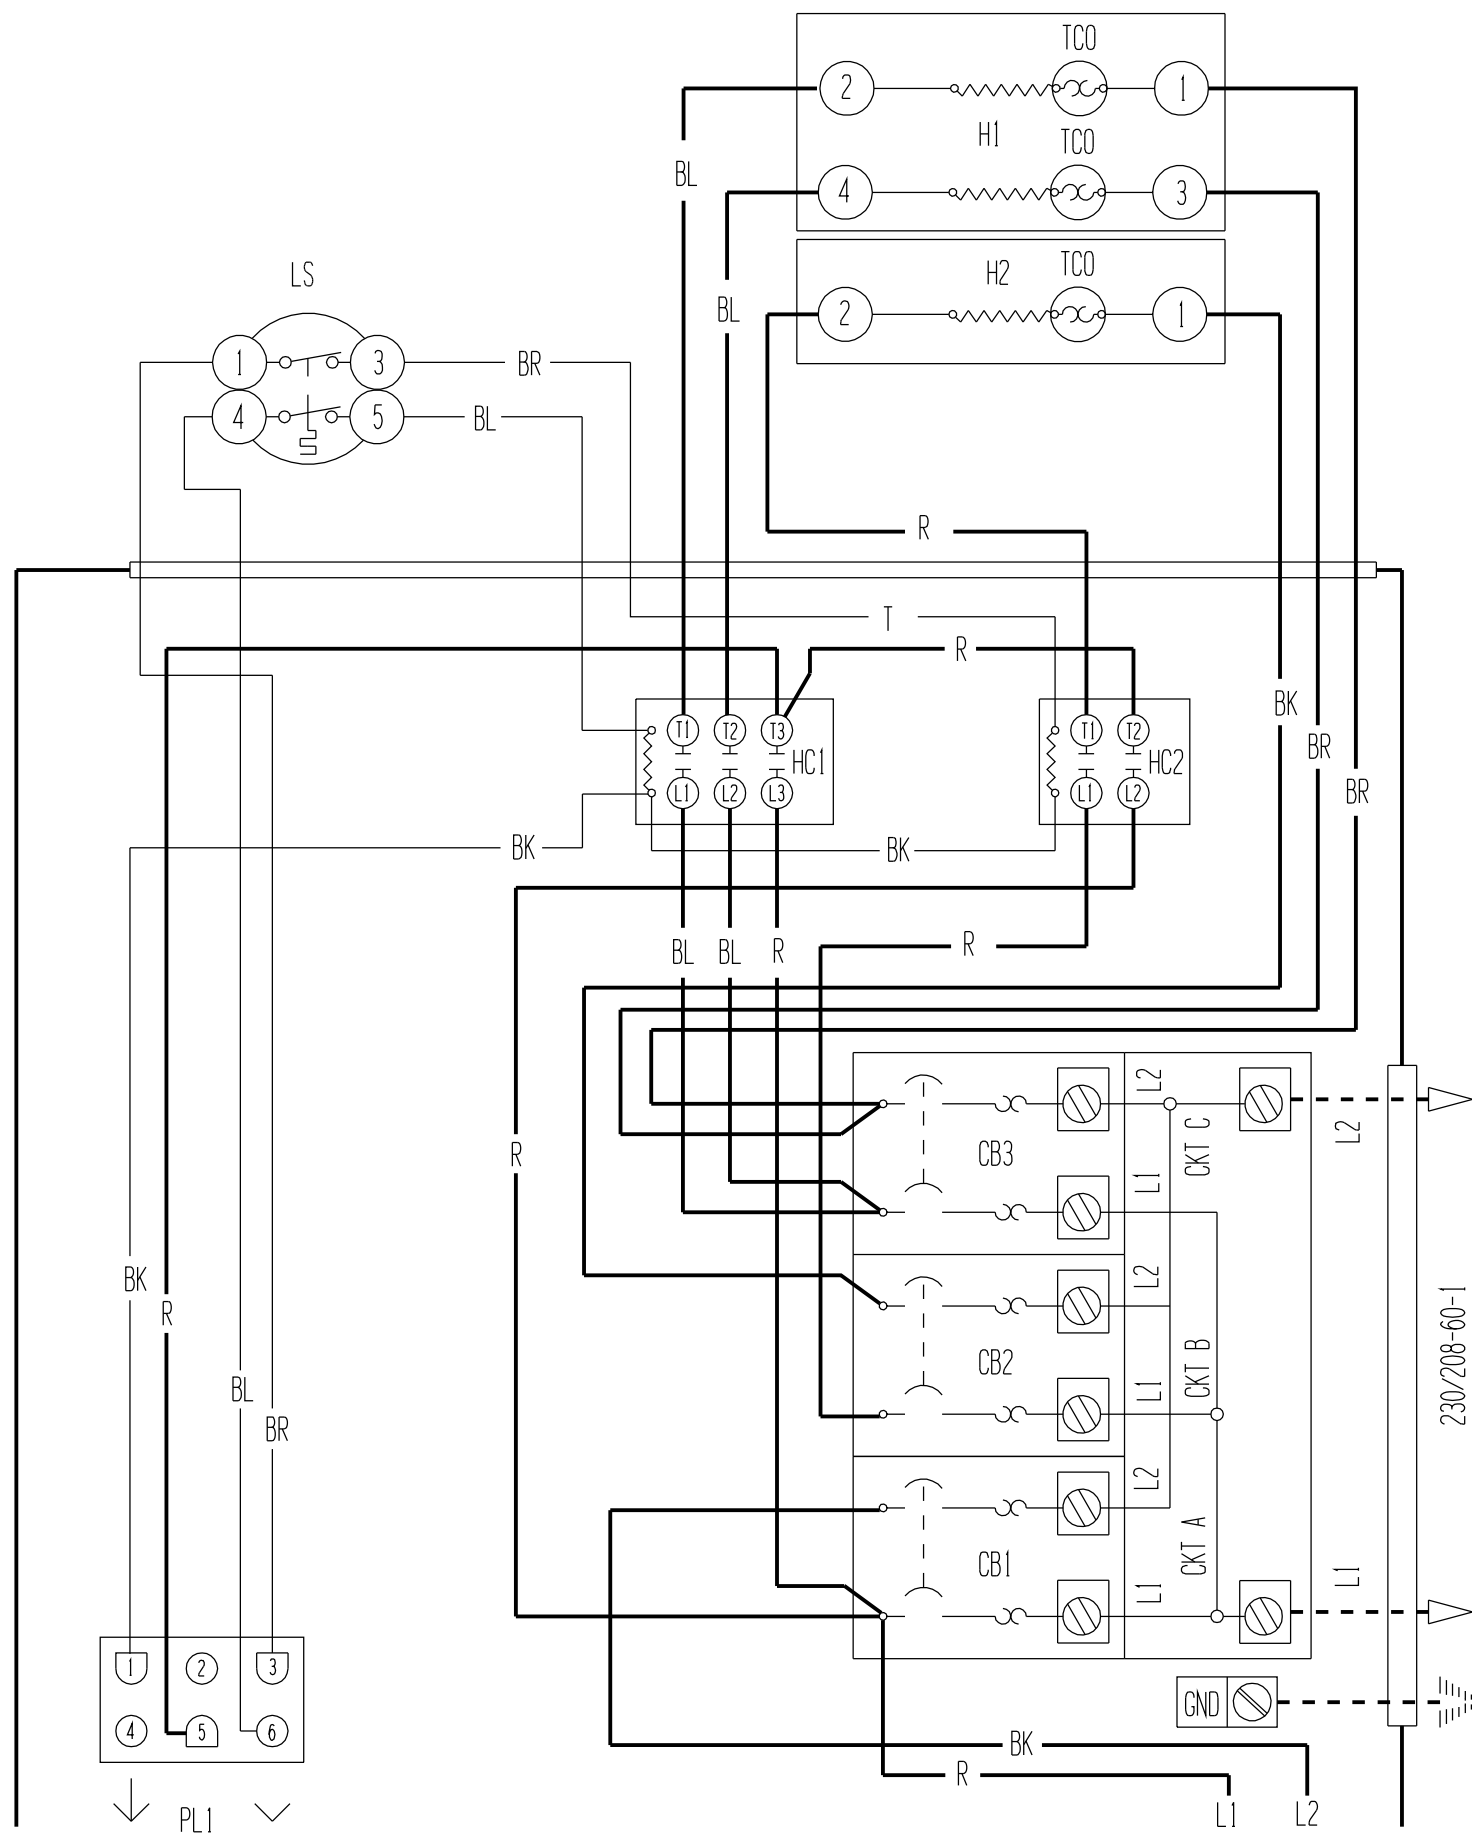 TCO
2
1
H1
TCO
BL
4
3
H2
TCO
LS
BL
2
1
1
3
BR
4
5
BL
R
T
R
BK
T1
T2
T3
T1
T2
BR
HC1
HC2
L1
L2
L3
L1
L2
BR
BK
BK
BL
BL
R
R
L2
CKT C
L2
R
CB3
L1
BK
L2
R
CKT B
230/208-60-1
CB2
BL
L1
BR
L2
CKT A
CB1
L1
L1
1
2
3
4
5
6
GND
BK
R
PL1
L1
L2